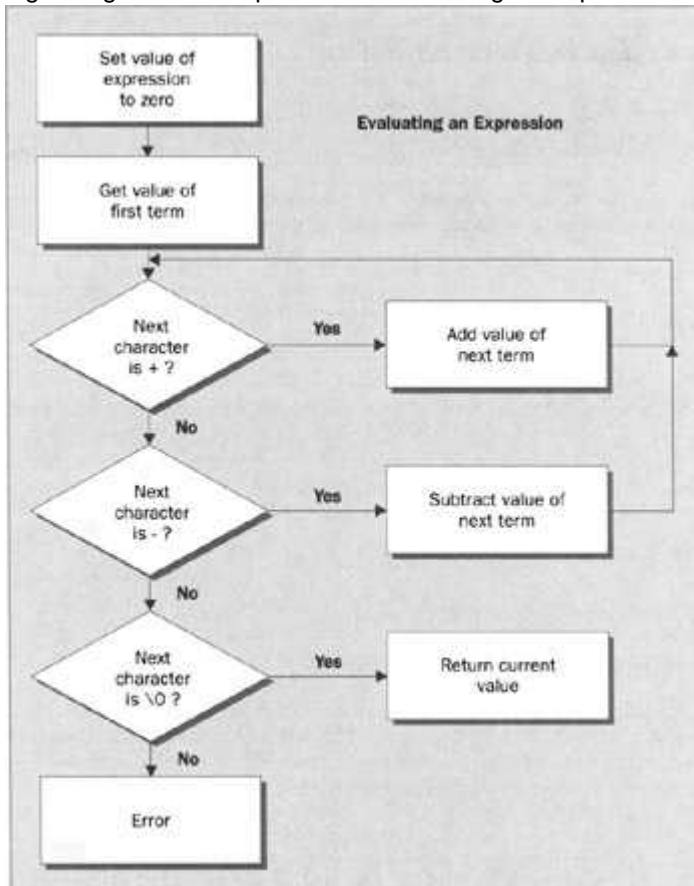 Set value of
expression
to zero
Evaluating an Expression
Get value of
first term
Next
character
is + ?
Yes
Add value of
next term
No
Next
character
is - ?
Yes
Subtract value of
next term
No
Next
character
is \0 ?
Yes
Return current
value
No
Error